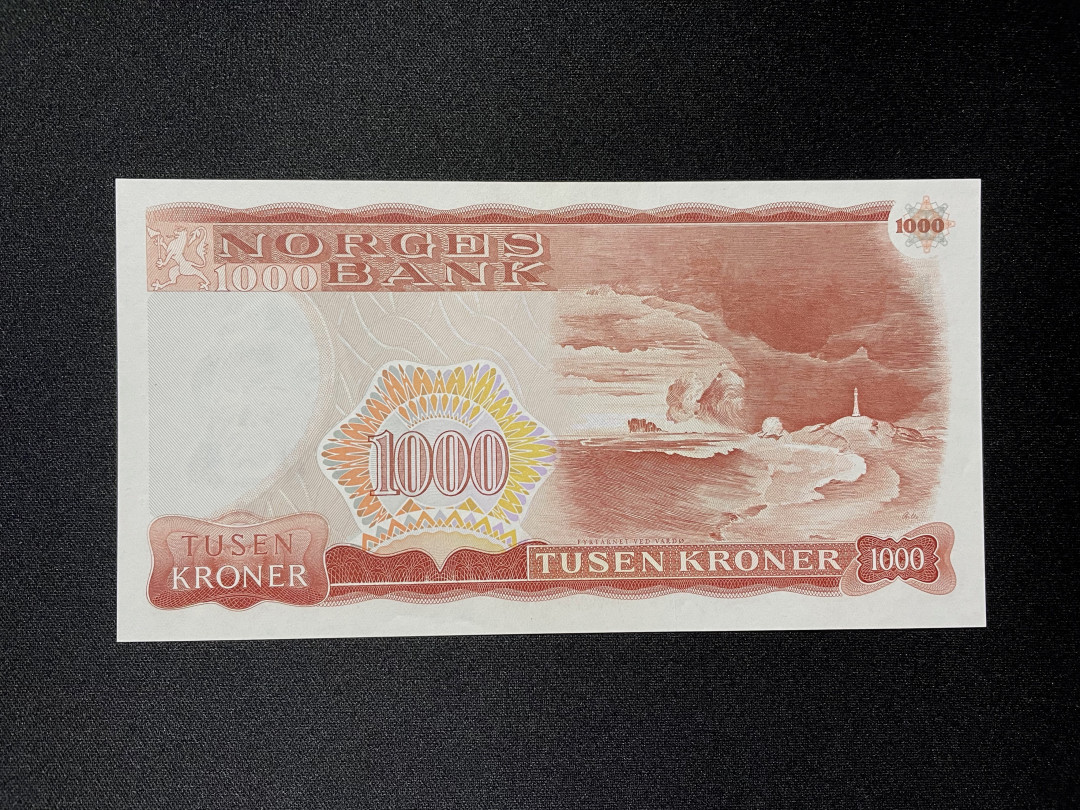 NORGES
1000 BANK
1000
1000
FYRTÅRNET VED VARDØ
TUSEN
KRONER
TUSEN KRONER
1000